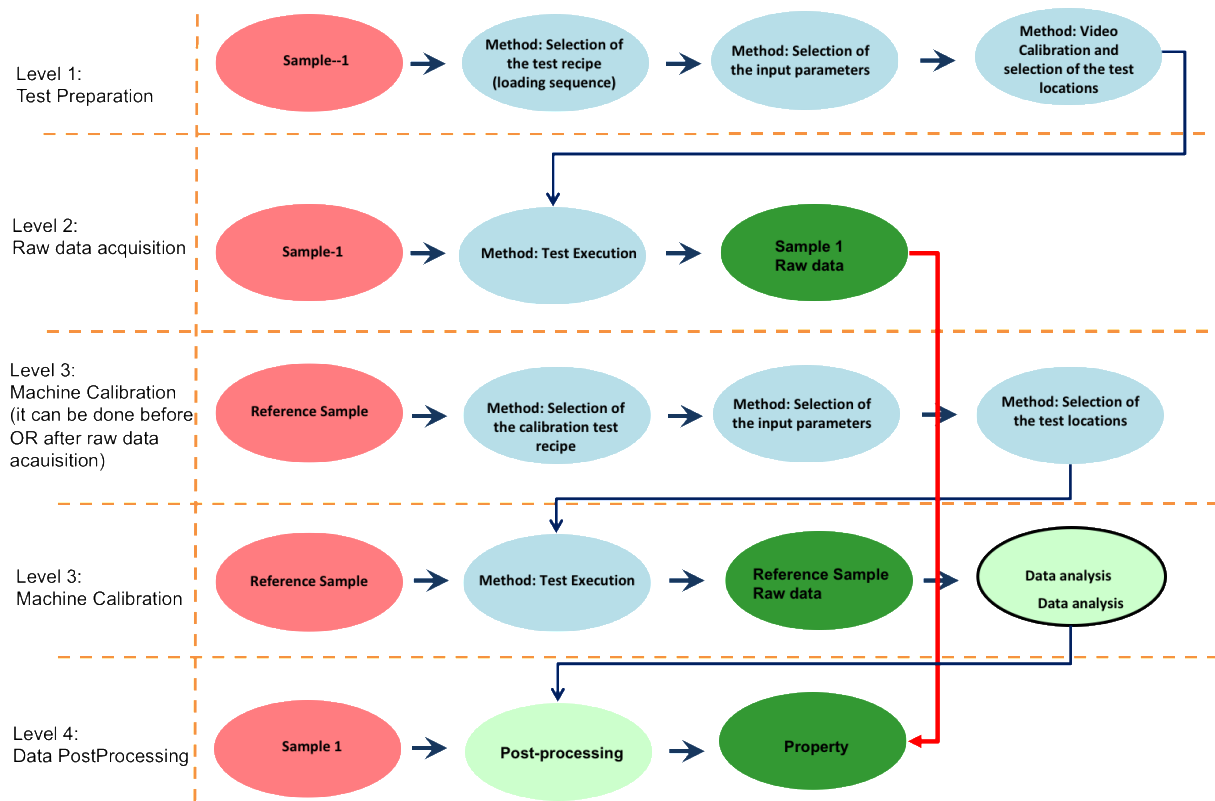 Level 1:
Test Preparation
Sample--1
Method: Selection of
the test recipe
(loading sequence)
Method: Selection of
the input parameters
Method: Video
Calibration and
selection of the test
locations
Level 2:
Raw data acquisition
Sample-1
Method: Test Execution
Sample 1
Raw data
Level 3:
Machine Calibration
(it can be done before
OR after raw data
acauisition)
Reference Sample
Method: Selection of
the calibration test
recipe
Method: Selection of
the input parameters
Method: Selection of
the test locations
Level 3:
Machine Calibration
Reference Sample
Method: Test Execution
Reference Sample
Raw data
Data analysis
Data analysis
Level 4:
Data PostProcessing
Sample 1
Post-processing
Property